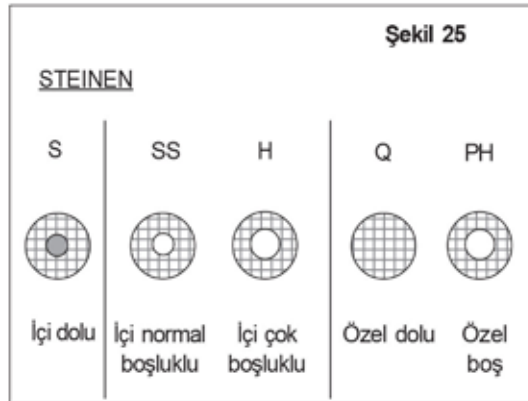 Şekil 25
STEINEN
S SS H Q PH
İçi dolu İçi normal İçi çok Özel dolu Özel
boşluklu boşluklu boş